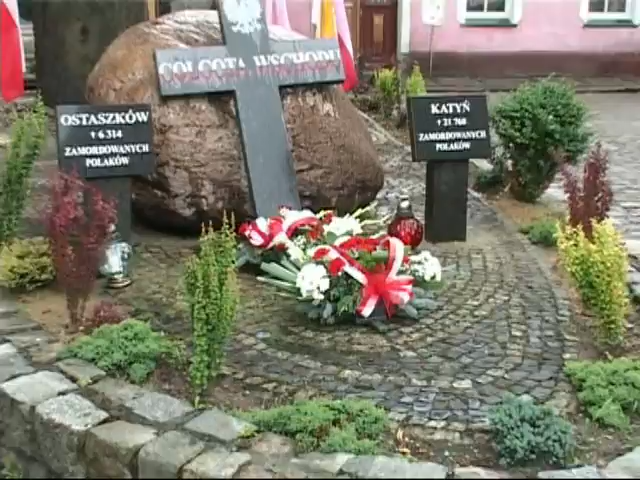 GOLGOTA WSCHODU
OSTASZKÓW
† 6 314
ZAMORDOWANYCH
POLAKÓW
KATYŃ
† 21 768
ZAMORDOWANYCH
POLAKÓW